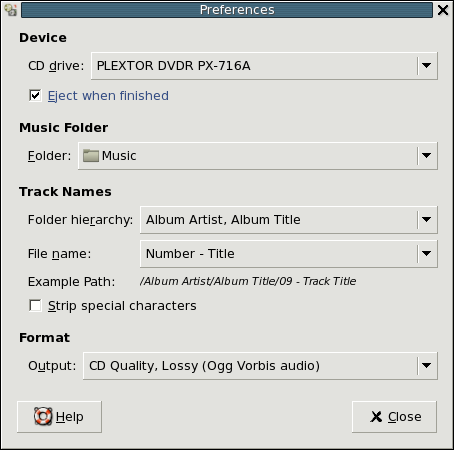 Preferences
Device
CD drive: PLEXTOR DVDR PX-716A
Eject when finished
Music Folder
Folder: Music
Track Names
Folder hierarchy: Album Artist, Album Title
File name: Number - Title
Example Path: /Album Artist/Album Title/09 - Track Title
Strip special characters
Format
Output: CD Quality, Lossy (Ogg Vorbis audio)
Help Close